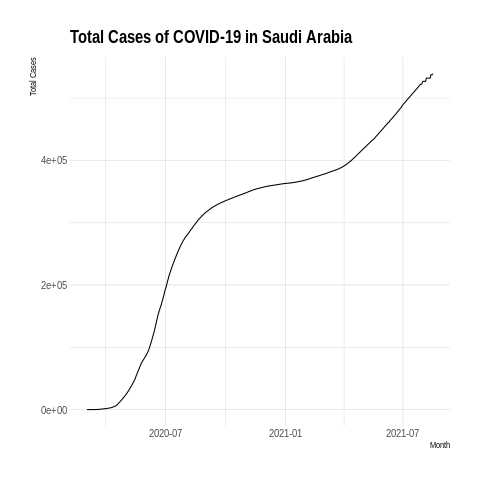 Total Cases of COVID-19 in Saudi Arabia
Total Cases
4e+05
2e+05
0e+00
2020-07 2021-01 2021-07
Month